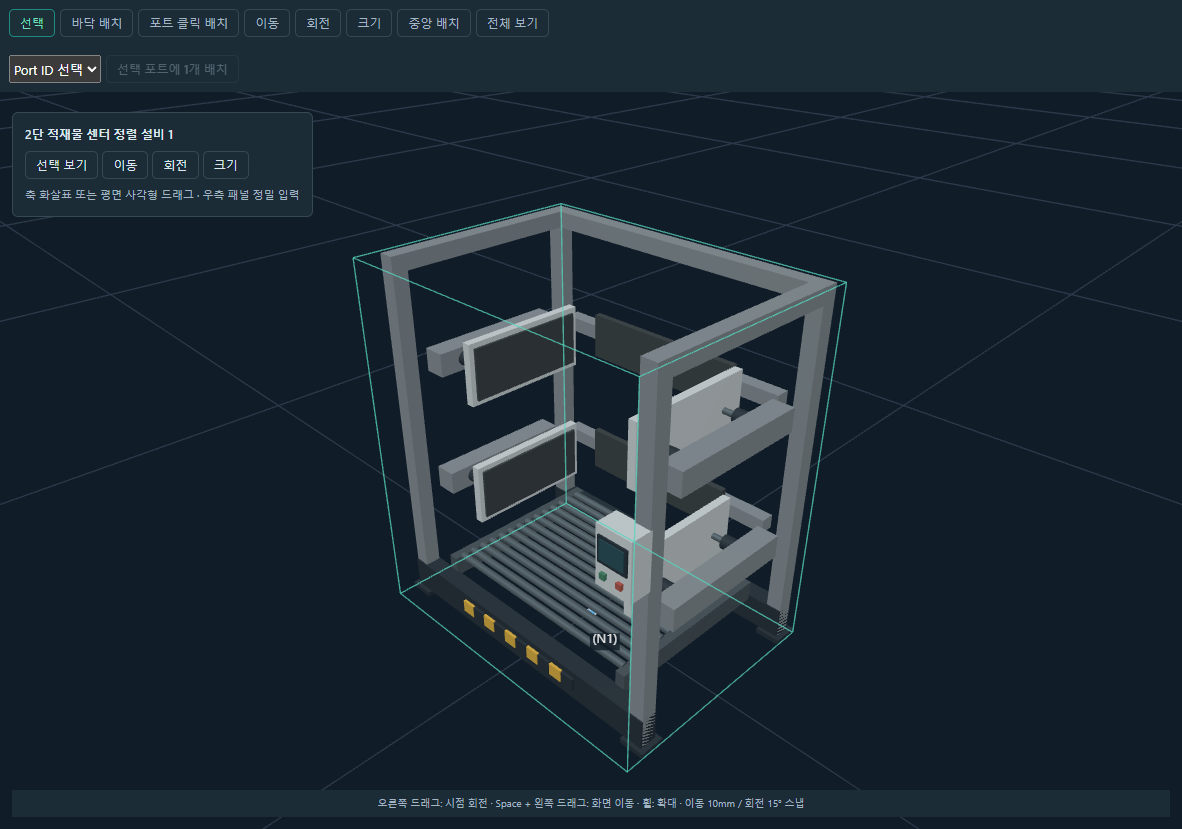 선택 바닥 배치 포트 클릭 배치 이동 회전 크기 중앙 배치 전체 보기
Port ID 선택 선택 포트에 1개 배치
2단 적재물 센터 정렬 설비 1
선택 보기 이동 회전 크기
축 화살표 또는 평면 사각형 드래그 · 우측 패널 정밀 입력
(N1)
오른쪽 드래그: 시점 회전 · Space + 왼쪽 드래그: 화면 이동 · 휠: 확대 · 이동 10mm / 회전 15° 스냅